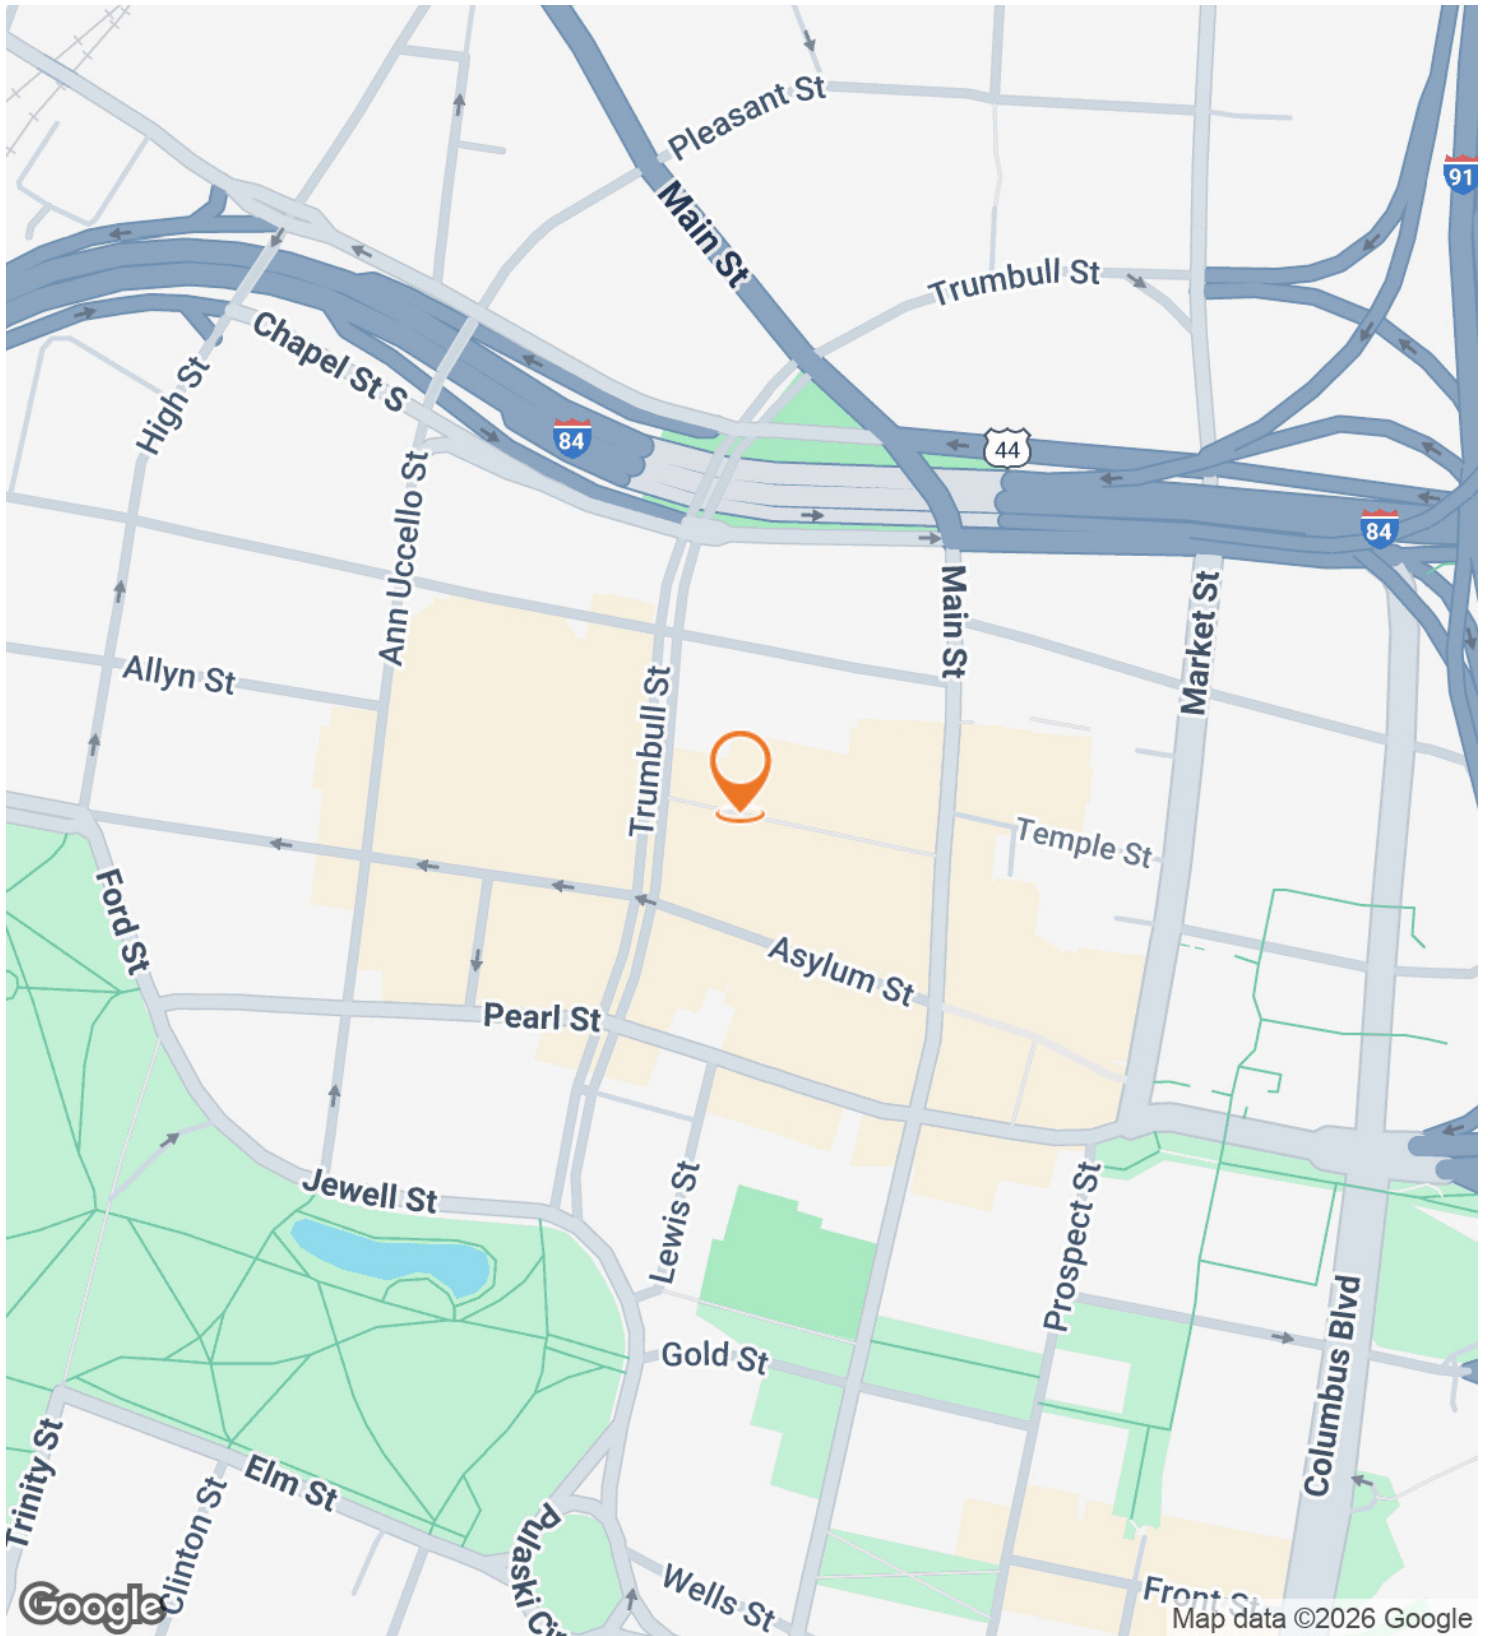 Pleasant St
91
Main St
Trumbull St
Chapel St S
High St
84
44
84
Ann Uccello St
Main St
Market St
Allyn St
Trumbull St
Temple St
Ford St
Asylum St
Pearl St
Jewell St
Lewis St
Prospect St
Gold St
Columbus Blvd
Trinity St
Elm St
Clinton St
Pulaski Cir
Wells St
Front St
Google
Map data ©2026 Google